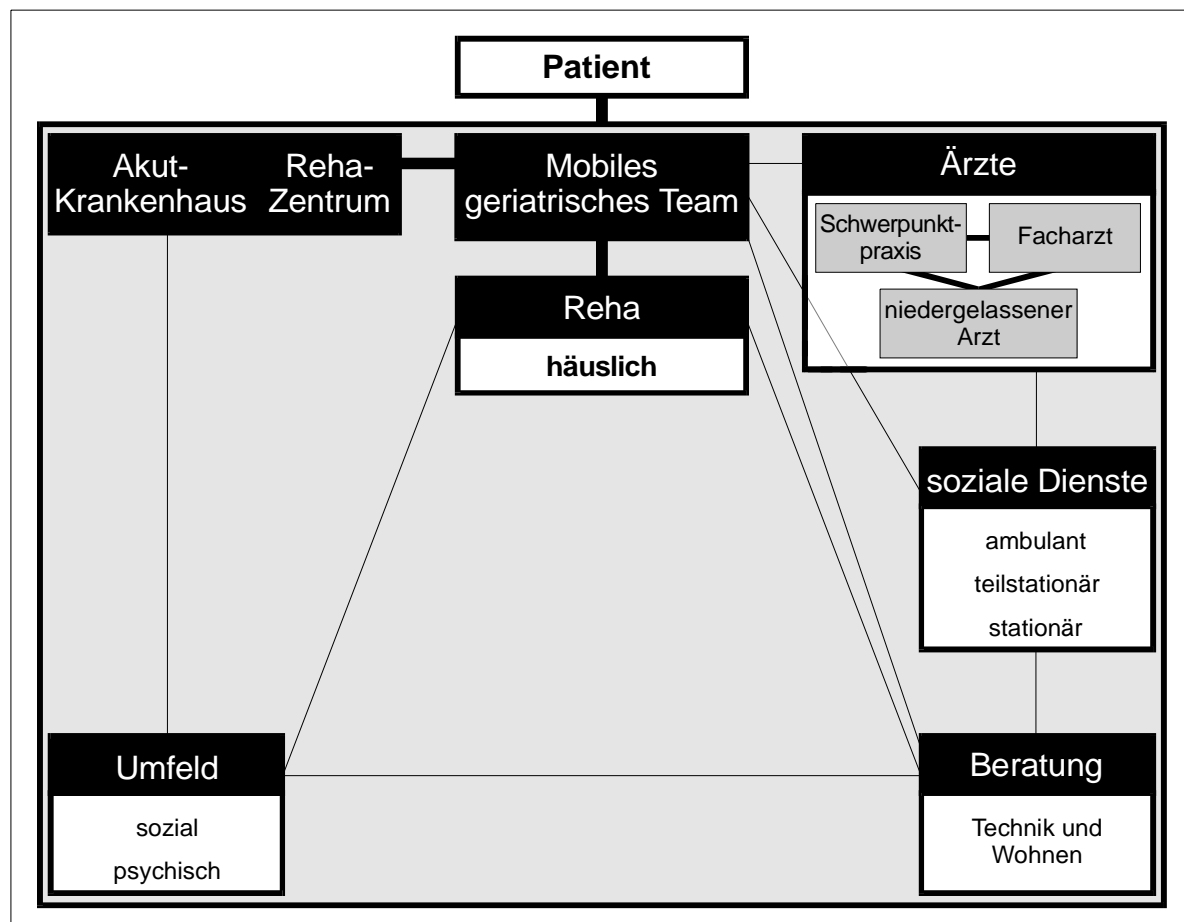 Patient
Akut-
Krankenhaus
Reha-
Zentrum
Mobiles
geriatrisches Team
Ärzte
Schwerpunkt-
praxis
Facharzt
niedergelassener
Arzt
Reha
häuslich
soziale Dienste
ambulant
teilstationär
stationär
Umfeld
sozial
psychisch
Beratung
Technik und
Wohnen